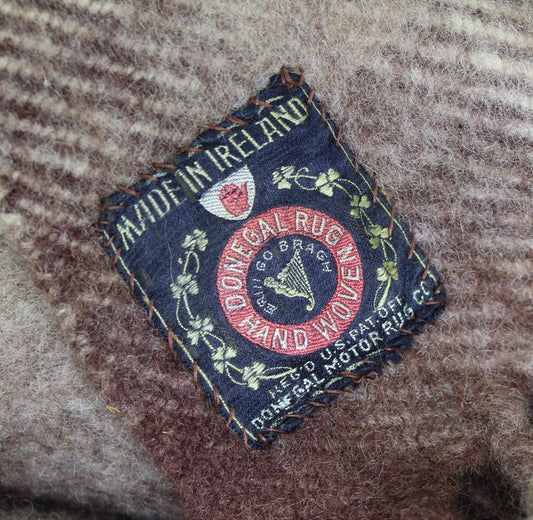 MADE IN IRELAND
DONEGAL RUG
HAND WOVEN
ERIN GO BRAGH
REG'D U.S. PAT. OFF.
DONEGAL MOTOR RUG CO.